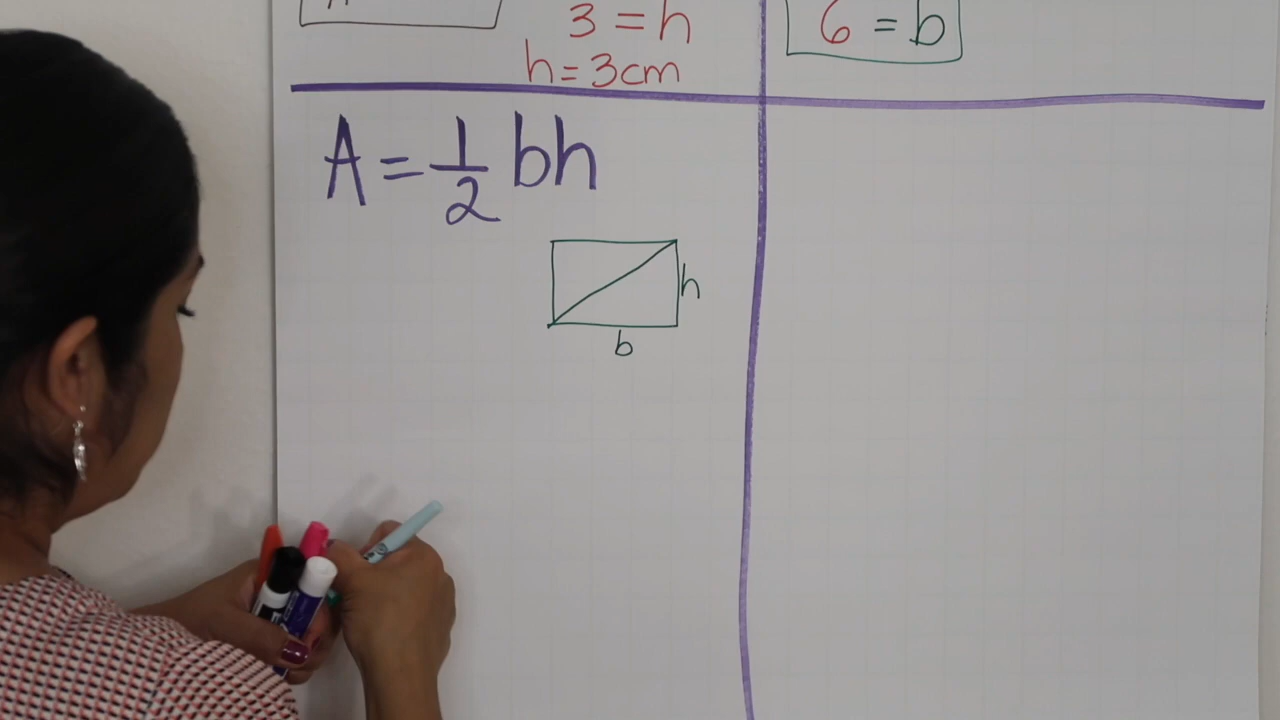 3 = h
h = 3cm
6 = b
A = 1/2 bh
h
b